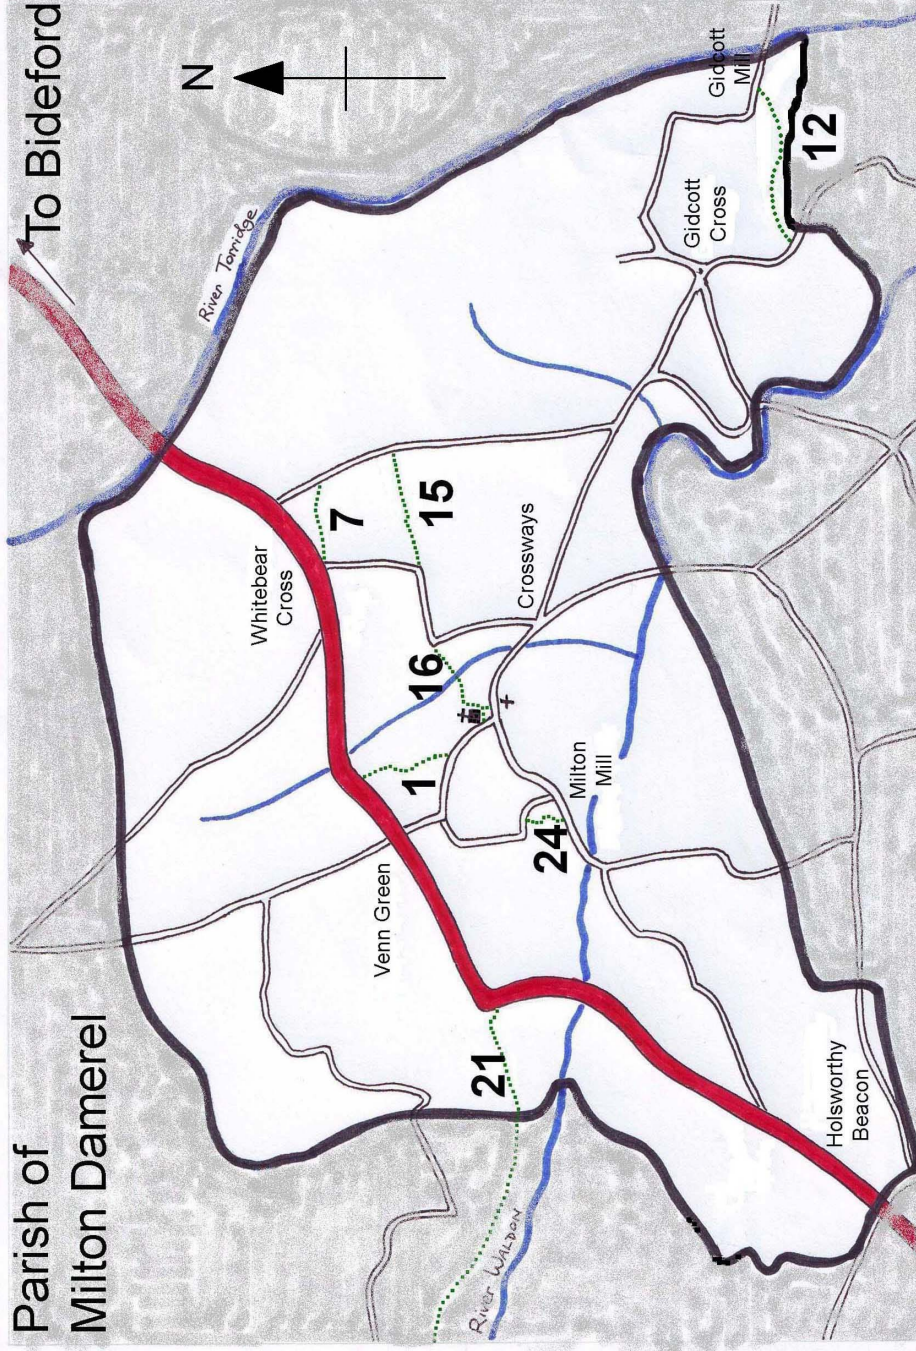 Parish of
Milton Damerel
To Bideford
N
River Torridge
Whitebear
Cross
7
15
Crossways
16
1
Venn Green
24
Milton
Mill
21
River WALDON
Holsworthy
Beacon
Gidcott
Mill
Gidcott
Cross
12